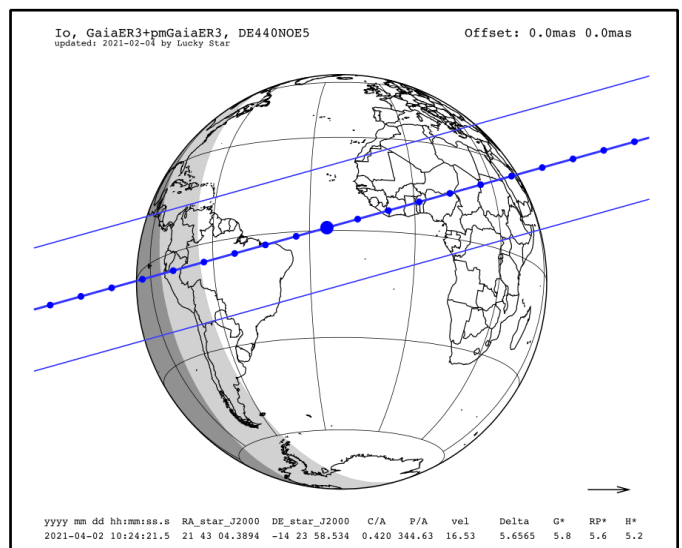 Io, GaiaER3+pmGaiaER3, DE440NOE5
Offset: 0.0mas 0.0mas
updated: 2021-02-04 by Lucky Star
yyyy mm dd hh:mm:ss.s RA_star_J2000 DE_star_J2000 C/A P/A vel Delta G* RP* H*
2021-04-02 10:24:21.5 21 43 04.3894 -14 23 58.534 0.420 344.63 16.53 5.6565 5.8 5.6 5.2